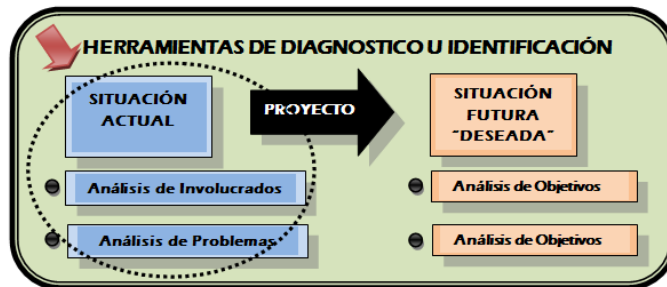 HERRAMIENTAS DE DIAGNOSTICO U IDENTIFICACIÓN
SITUACIÓN
ACTUAL
PROYECTO
SITUACIÓN
FUTURA
"DESEADA"
Análisis de Involucrados
Análisis de Objetivos
Análisis de Problemas
Análisis de Objetivos